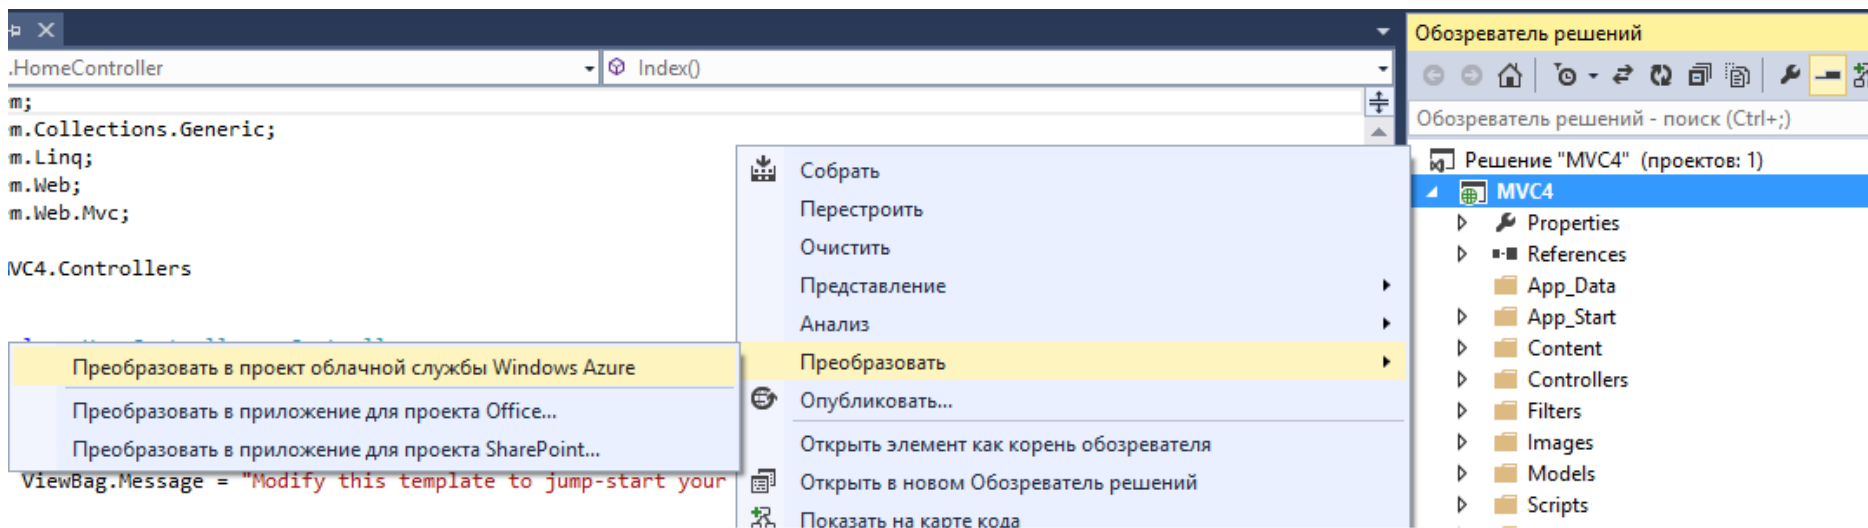 .HomeController
Index()
m;
m.Collections.Generic;
m.Linq;
m.Web;
m.Web.Mvc;
VC4.Controllers
ViewBag.Message = "Modify this template to jump-start your
Преобразовать в проект облачной службы Windows Azure
Преобразовать в приложение для проекта Office...
Преобразовать в приложение для проекта SharePoint...
Собрать
Перестроить
Очистить
Представление
Анализ
Преобразовать
Опубликовать...
Открыть элемент как корень обозревателя
Открыть в новом Обозреватель решений
Показать на карте кода
Обозреватель решений
Обозреватель решений - поиск (Ctrl+;)
Решение "MVC4" (проектов: 1)
MVC4
Properties
References
App_Data
App_Start
Content
Controllers
Filters
Images
Models
Scripts